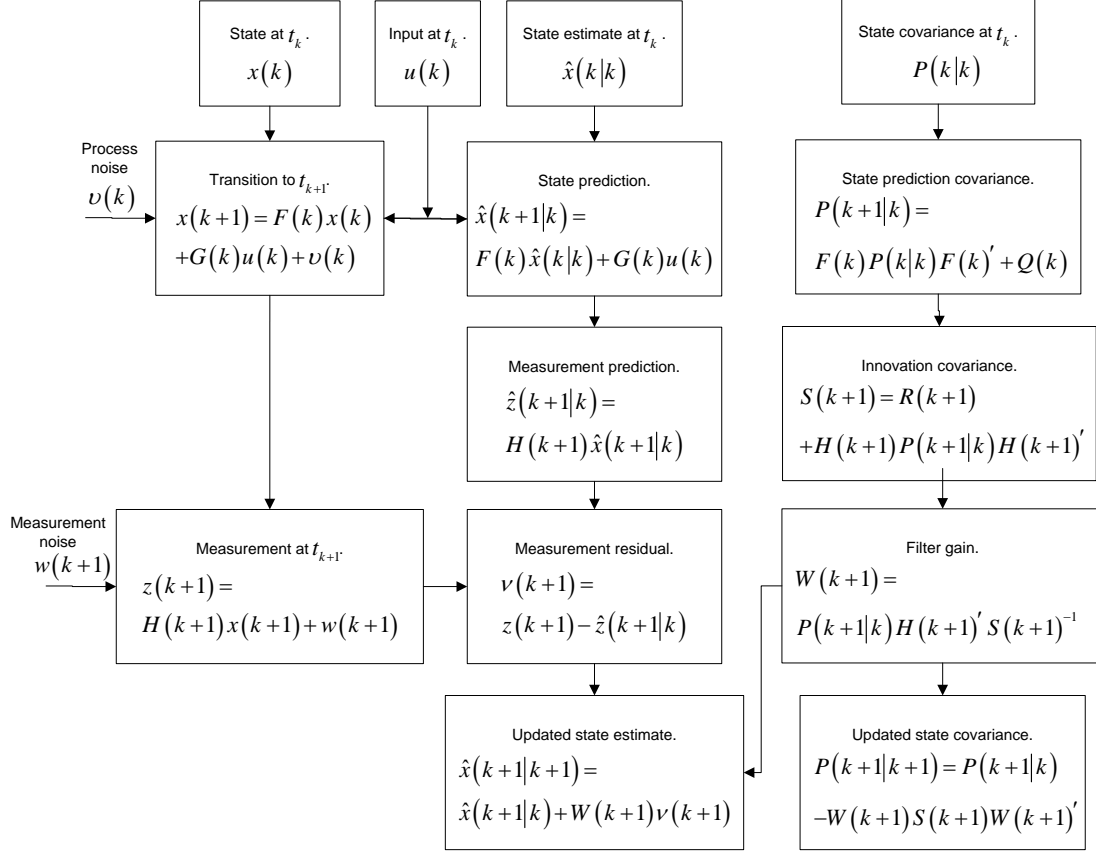 State at t_k.
x(k)
Input at t_k.
u(k)
State estimate at t_k.
x̂(k|k)
State covariance at t_k.
P(k|k)
Process
noise
υ(k)
Transition to t_{k+1}.
x(k+1)=F(k)x(k)
+G(k)u(k)+υ(k)
State prediction.
x̂(k+1|k)=
F(k)x̂(k|k)+G(k)u(k)
State prediction covariance.
P(k+1|k)=
F(k)P(k|k)F(k)′+Q(k)
Measurement prediction.
ẑ(k+1|k)=
H(k+1)x̂(k+1|k)
Innovation covariance.
S(k+1)=R(k+1)
+H(k+1)P(k+1|k)H(k+1)′
Measurement
noise
w(k+1)
Measurement at t_{k+1}.
z(k+1)=
H(k+1)x(k+1)+w(k+1)
Measurement residual.
ν(k+1)=
z(k+1)−ẑ(k+1|k)
Filter gain.
W(k+1)=
P(k+1|k)H(k+1)′S(k+1)^{-1}
Updated state estimate.
x̂(k+1|k+1)=
x̂(k+1|k)+W(k+1)ν(k+1)
Updated state covariance.
P(k+1|k+1)=P(k+1|k)
−W(k+1)S(k+1)W(k+1)′